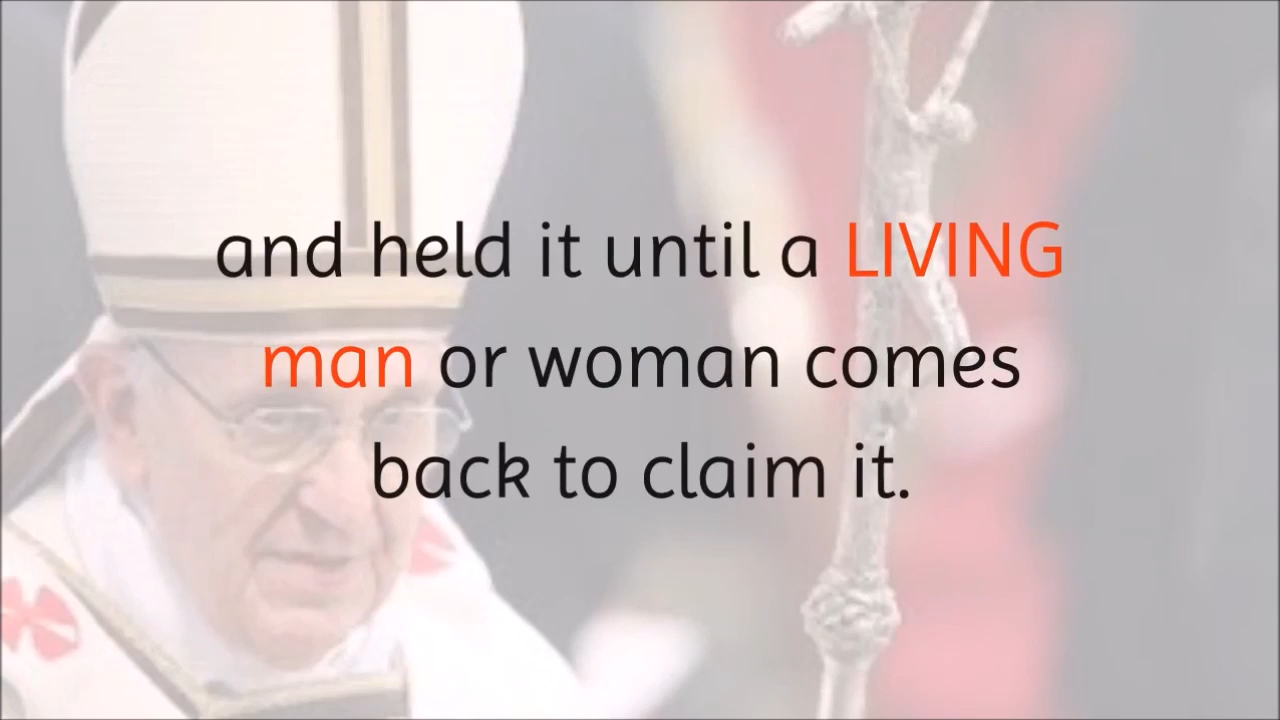 and held it until a LIVING
man or woman comes
back to claim it.